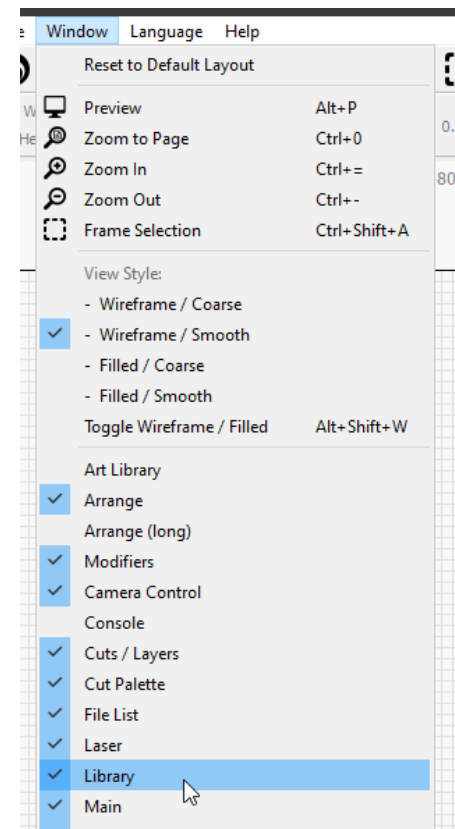 Window Language Help
Reset to Default Layout
Preview Alt+P
Zoom to Page Ctrl+0
Zoom In Ctrl+=
Zoom Out Ctrl+-
Frame Selection Ctrl+Shift+A
View Style:
- Wireframe / Coarse
- Wireframe / Smooth
- Filled / Coarse
- Filled / Smooth
Toggle Wireframe / Filled Alt+Shift+W
Art Library
Arrange
Arrange (long)
Modifiers
Camera Control
Console
Cuts / Layers
Cut Palette
File List
Laser
Library
Main